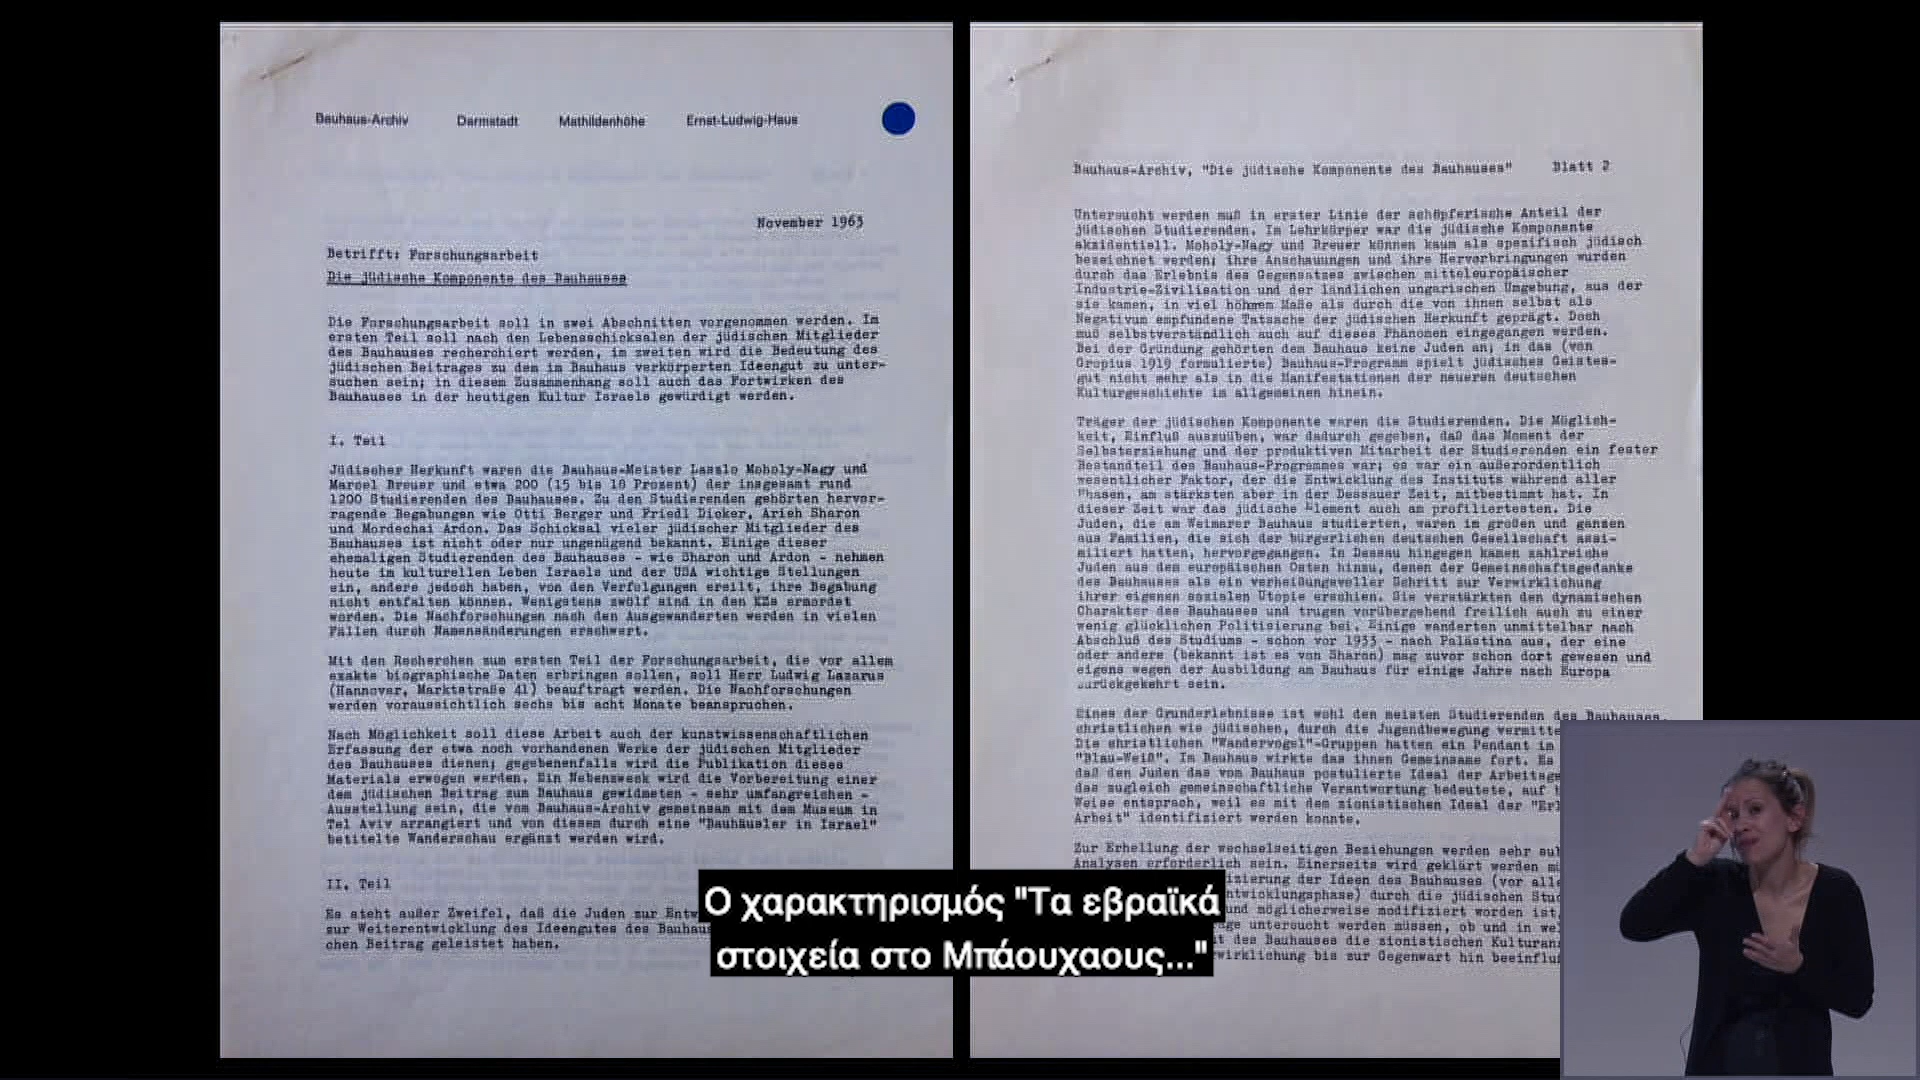 Bauhaus-Archiv Darmstadt Mathildenhöhe Ernst-Ludwig-Haus
November 1963
Betrifft: Forschungsarbeit
Die jüdische Komponente des Bauhauses
Die Forschungsarbeit soll in zwei Abschnitten vorgenommen werden. Im
ersten Teil soll nach den Lebensschicksalen der jüdischen Mitglieder
des Bauhauses recherchiert werden, im zweiten wird die Bedeutung des
jüdischen Beitrages zu dem im Bauhaus verkörperten Ideengut zu unter-
suchen sein; in diesem Zusammenhang soll auch das Fortwirken des
Bauhauses in der heutigen Kultur Israels gewürdigt werden.
I. Teil
Jüdischer Herkunft waren die Bauhaus-Meister Laszlo Moholy-Nagy und
Marcel Breuer und etwa 200 (15 bis 18 Prozent) der insgesamt rund
1200 Studierenden des Bauhauses. Zu den Studierenden gehörten hervor-
ragende Begabungen wie Otti Berger und Friedl Dicker, Arieh Sharon
und Mordechai Ardon. Das Schicksal vieler jüdischer Mitglieder des
Bauhauses ist nicht oder nur ungenügend bekannt. Einige dieser
ehemaligen Studierenden des Bauhauses - wie Sharon und Ardon - nehmen
heute im kulturellen Leben Israels und der USA wichtige Stellungen
ein, andere jedoch haben, von den Verfolgungen ereilt, ihre Begabung
nicht entfalten können. Wenigstens zwölf sind in den KZs ermordet
worden. Die Nachforschungen nach den Ausgewanderten werden in vielen
Fällen durch Namensänderungen erschwert.
Mit den Recherchen zum ersten Teil der Forschungsarbeit, die vor allem
exakte biographische Daten erbringen sollen, soll Herr Ludwig Lazarus
(Hannover, Marktstraße 41) beauftragt werden. Die Nachforschungen
werden voraussichtlich sechs bis acht Monate beanspruchen.
Nach Möglichkeit soll diese Arbeit auch der kunstwissenschaftlichen
Erfassung der etwa noch vorhandenen Werke der jüdischen Mitglieder
des Bauhauses dienen; gegebenenfalls wird die Publikation dieses
Materials erwogen werden. Ein Nebenzweck wird die Vorbereitung einer
dem jüdischen Beitrag zum Bauhaus gewidmeten - sehr umfangreichen -
Ausstellung sein, die vom Bauhaus-Archiv gemeinsam mit dem Museum in
Tel Aviv arrangiert und von diesem durch eine "Bauhäusler in Israel"
betitelte Wanderschau ergänzt werden wird.
II. Teil
Es steht außer Zweifel, daß die Juden zur Entw
zur Weiterentwicklung des Ideengutes des Bauhaus
chen Beitrag geleistet haben.
Bauhaus-Archiv, "Die jüdische Komponente des Bauhauses" Blatt 2
Untersucht werden muß in erster Linie der schöpferische Anteil der
jüdischen Studierenden. Im Lehrkörper war die jüdische Komponente
akzidentiell. Moholy-Nagy und Breuer können kaum als spezifisch jüdisch
bezeichnet werden; ihre Anschauungen und ihre Hervorbringungen wurden
durch das Erlebnis des Gegensatzes zwischen mitteleuropäischer
Industrie-Zivilisation und der ländlichen ungarischen Umgebung, aus der
sie kamen, in viel höherem Maße als durch die von ihnen selbst als
Negativum empfundene Tatsache der jüdischen Herkunft geprägt. Doch
muß selbstverständlich auch auf dieses Phänomen eingegangen werden.
Bei der Gründung gehörten dem Bauhaus keine Juden an; in das (von
Gropius 1919 formulierte) Bauhaus-Programm spielt jüdisches Geistes-
gut nicht mehr als in die Manifestationen der neueren deutschen
Kulturgeschichte im allgemeinen hinein.
Träger der jüdischen Komponente waren die Studierenden. Die Möglich-
keit, Einfluß auszuüben, war dadurch gegeben, daß das Moment der
Selbsterziehung und der produktiven Mitarbeit der Studierenden ein fester
Bestandteil des Bauhaus-Programmes war; es war ein außerordentlich
wesentlicher Faktor, der die Entwicklung des Instituts während aller
Phasen, am stärksten aber in der Dessauer Zeit, mitbestimmt hat. In
dieser Zeit war das jüdische Element auch am profiliertesten. Die
Juden, die am Weimarer Bauhaus studierten, waren im großen und ganzen
aus Familien, die sich der bürgerlichen deutschen Gesellschaft assi-
miliert hatten, hervorgegangen. In Dessau hingegen kamen zahlreiche
Juden aus dem europäischen Osten hinzu, denen der Gemeinschaftsgedanke
des Bauhauses als ein verheißungsvoller Schritt zur Verwirklichung
ihrer eigenen sozialen Utopie erschien. Sie verstärkten den dynamischen
Charakter des Bauhauses und trugen vorübergehend freilich auch zu einer
wenig glücklichen Politisierung bei. Einige wanderten unmittelbar nach
Abschluß des Studiums - schon vor 1933 - nach Palästina aus, der eine
oder andere (bekannt ist es von Sharon) mag zuvor schon dort gewesen und
eigens wegen der Ausbildung am Bauhaus für einige Jahre nach Europa
zurückgekehrt sein.
Eines der Grunderlebnisse ist wohl den meisten Studierenden des Bauhauses,
christlichen wie jüdischen, durch die Jugendbewegung vermitte
Die christlichen "Wandervogel"-Gruppen hatten ein Pendant im
"Blau-Weiß". Im Bauhaus wirkte das ihnen Gemeinsame fort. Es
daß den Juden das vom Bauhaus postulierte Ideal der Arbeitsge
das zugleich gemeinschaftliche Verantwortung bedeutete, auf
Weise entsprach, weil es mit dem zionistischen Ideal der "Erl
Arbeit" identifiziert werden konnte.
Zur Erhellung der wechselseitigen Beziehungen werden sehr sub
Analysen erforderlich sein. Einerseits wird geklärt werden mü
izierung der Ideen des Bauhauses (vor alle
ntwicklungsphase) durch die jüdischen Stud
und möglicherweise modifiziert worden ist,
ge untersucht werden müssen, ob und in we
t des Bauhauses die zionistischen Kulturan
wirklichung bis zur Gegenwart hin beeinflu
Ο χαρακτηρισμός "Τα εβραϊκά
στοιχεία στο Μπάουχαους..."